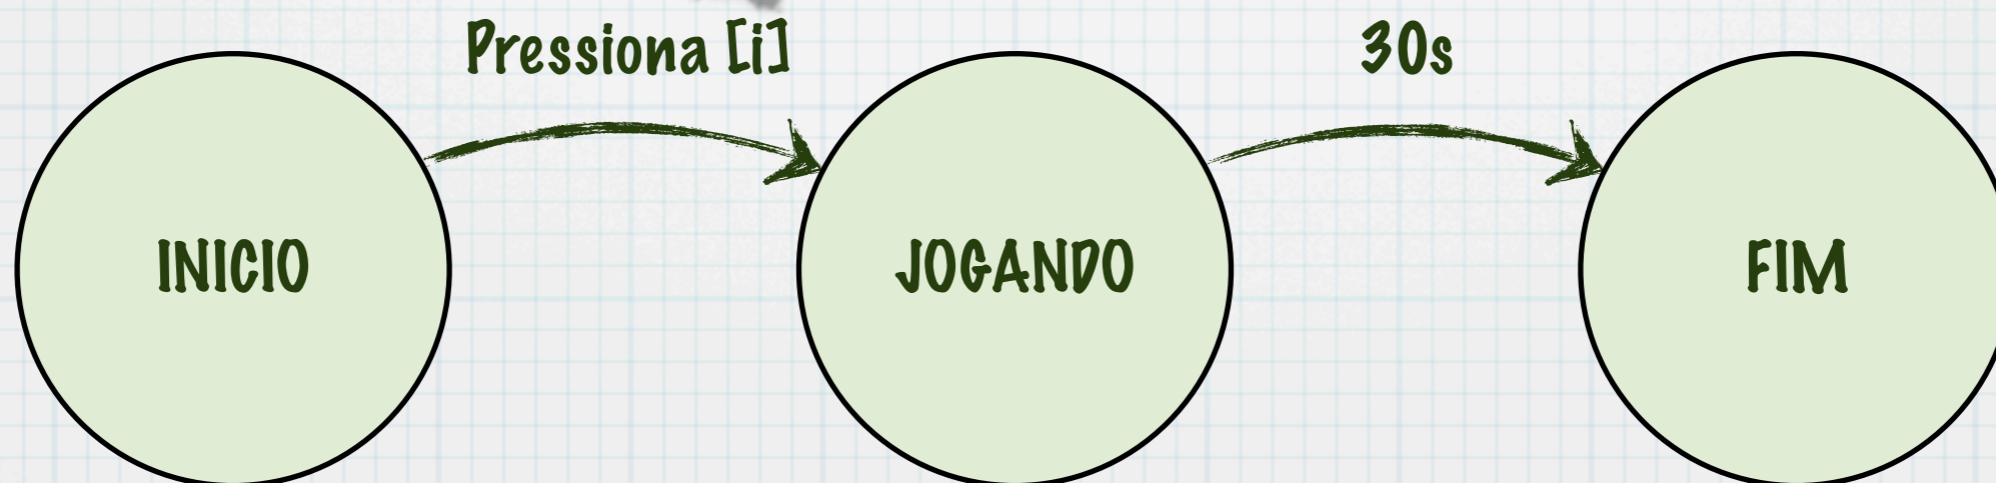 Pressiona [i]
30s
INICIO
JOGANDO
FIM